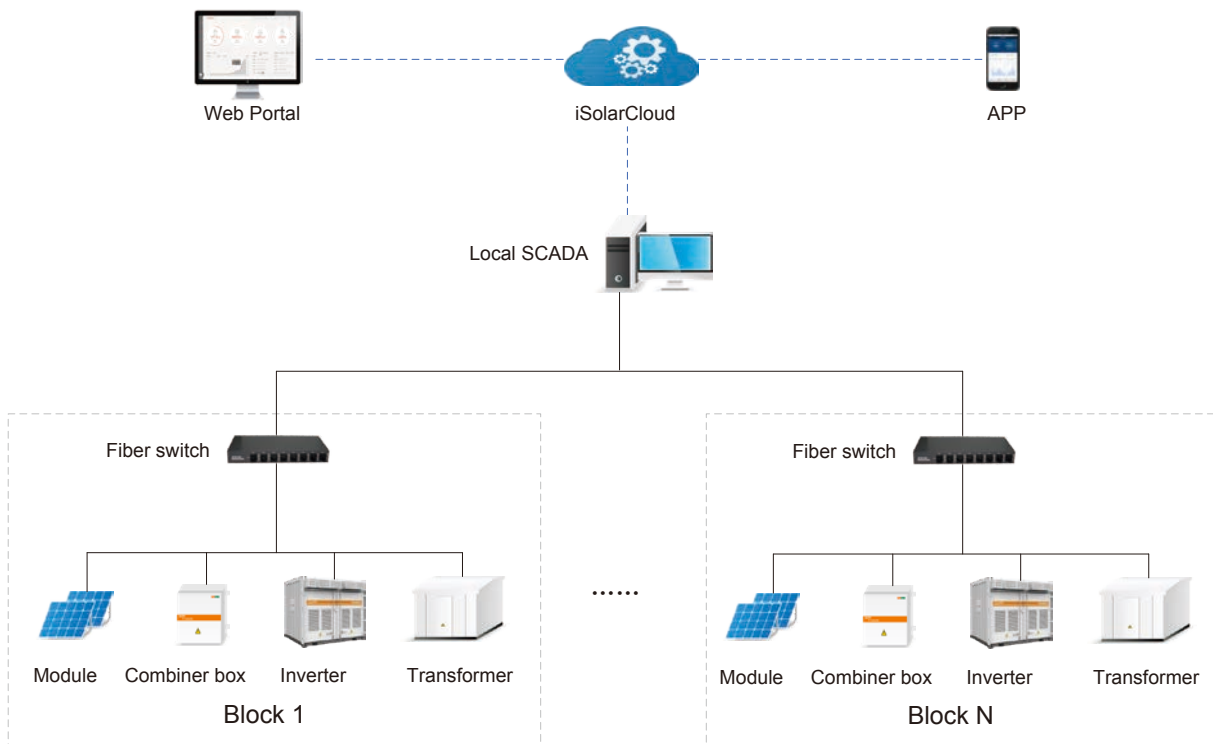 Web Portal
iSolarCloud
APP
Local SCADA
Fiber switch
Fiber switch
......
Module
Combiner box
Inverter
Transformer
Module
Combiner box
Inverter
Transformer
Block 1
Block N